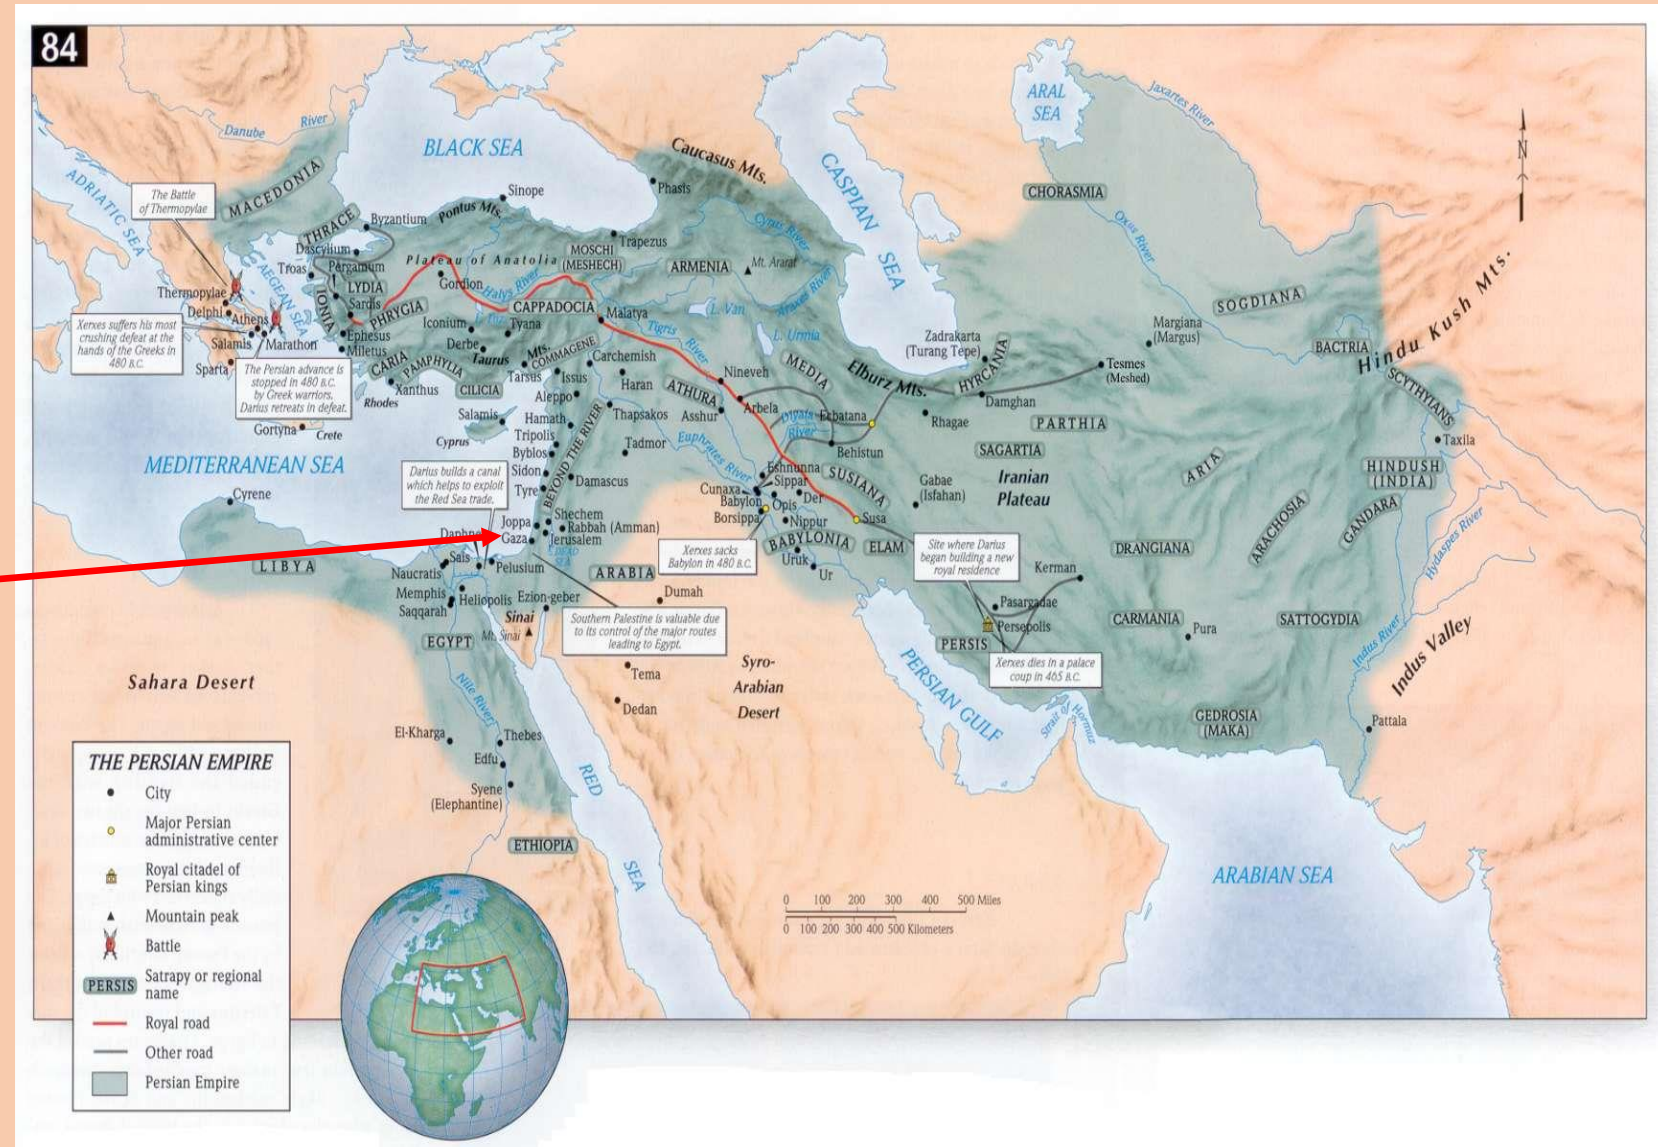 84
ARAL
SEA
Jaxartes River
Danube
River
BLACK SEA
Caucasus Mts.
CASPIAN
SEA
N
ADRIATIC SEA
MACEDONIA
The Battle
of Thermopylae
Sinope
Phasis
CHORASMIA
Oxus River
Pontus Mts.
THRACE
Byzantium
Cyrus River
Trapezus
MOSCHI
(MESHECH)
Dascylium
Plateau of Anatolia
Troas
Pergamum
ARMENIA
Mt. Ararat
Hindu Kush Mts.
AEGEAN SEA
LYDIA
Gordion
Halys River
Araxes River
SOGDIANA
Thermopylae
Sardis
IONIA
PHRYGIA
CAPPADOCIA
L. Van
Delphi
Athens
Malatya
Margiana
(Margus)
Xerxes suffers his most
crushing defeat at the
hands of the Greeks in
480 B.C.
Iconium
L. Tuz
Tyana
Tigris
River
L. Urmia
Zadrakarta
(Turang Tepe)
Salamis
Marathon
Ephesus
Derbe
BACTRIA
Miletus
Taurus
Mts.
COMMAGENE
Carchemish
MEDIA
HYRCANIA
Sparta
The Persian advance is
stopped in 480 B.C.
by Greek warriors.
Darius retreats in defeat.
CARIA
PAMPHYLIA
Tarsus
Issus
Haran
Nineveh
Elburz Mts.
Tesmes
(Meshed)
SCYTHIANS
Xanthus
CILICIA
ATHURA
Rhodes
Aleppo
Arbela
Damghan
Salamis
Hamath
Thapsakos
Asshur
Ecbatana
Rhagae
PARTHIA
Gortyna
Crete
Tripolis
Diyala
River
Cyprus
Tadmor
Euphrates River
Behistun
SAGARTIA
Taxila
MEDITERRANEAN SEA
Byblos
BEYOND THE RIVER
Darius builds a canal
which helps to exploit
the Red Sea trade.
Sidon
Damascus
Eshnunna
SUSIANA
Iranian
Plateau
ARIA
HINDUSH
(INDIA)
Sippar
Gabae
(Isfahan)
Cyrene
Tyre
Cunaxa
Der
Babylon
Opis
ARACHOSIA
GANDARA
Joppa
Shechem
Borsippa
Nippur
Susa
Rabbah (Amman)
Gaza
Jerusalem
BABYLONIA
ELAM
Site where Darius
began building a new
royal residence
DRANGIANA
Hydaspes River
DEAD
SEA
Xerxes sacks
Babylon in 480 B.C.
Sais
LIBYA
Pelusium
Uruk
Naucratis
ARABIA
Ur
Kerman
Memphis
Heliopolis
Ezion-geber
Dumah
Pasargadae
Saqqarah
Sinai
Southern Palestine is valuable due
to its control of the major routes
leading to Egypt.
Persepolis
CARMANIA
SATTOGYDIA
Pura
EGYPT
Mt. Sinai
PERSIS
Indus River
Indus Valley
Xerxes dies in a palace
coup in 465 B.C.
Sahara Desert
Tema
Syro-
Arabian
Desert
PERSIAN GULF
Nile River
Dedan
Strait of
Hormuz
GEDROSIA
(MAKA)
Pattala
El-Kharga
Thebes
Edfu
Syene
(Elephantine)
RED
SEA
ETHIOPIA
ARABIAN SEA
0 100 200 300 400 500 Miles
0 100 200 300 400 500 Kilometers
THE PERSIAN EMPIRE
City
Major Persian
administrative center
Royal citadel of
Persian kings
Mountain peak
Battle
PERSIS
Satrapy or regional
name
Royal road
Other road
Persian Empire